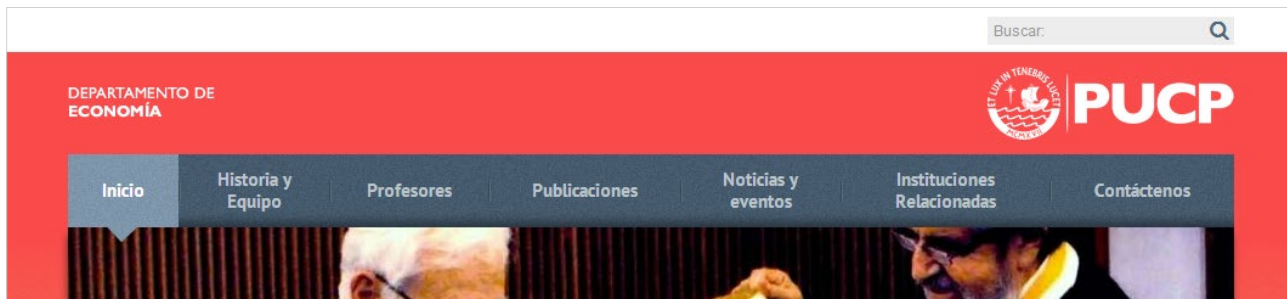 Buscar:
DEPARTAMENTO DE
ECONOMÍA
ET LUX IN TENEBRIS LUCET
MCMXVII
PUCP
Inicio
Historia y
Equipo
Profesores
Publicaciones
Noticias y
eventos
Instituciones
Relacionadas
Contáctenos